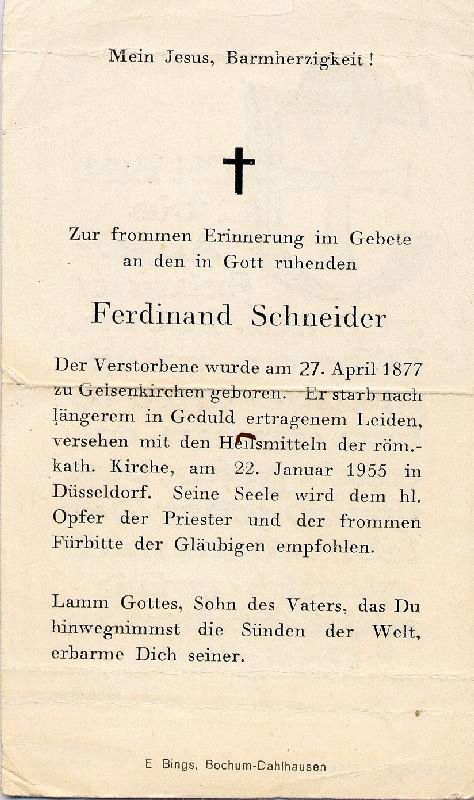 Mein Jesus, Barmherzigkeit !
Zur frommen Erinnerung im Gebete
an den in Gott ruhenden
Ferdinand Schneider
Der Verstorbene wurde am 27. April 1877
zu Gelsenkirchen geboren. Er starb nach
längerem in Geduld ertragenem Leiden,
versehen mit den Heilsmitteln der röm.-
kath. Kirche, am 22. Januar 1955 in
Düsseldorf. Seine Seele wird dem hl.
Opfer der Priester und der frommen
Fürbitte der Gläubigen empfohlen.
Lamm Gottes, Sohn des Vaters, das Du
hinwegnimmst die Sünden der Welt,
erbarme Dich seiner.
E Bings, Bochum-Dahlhausen